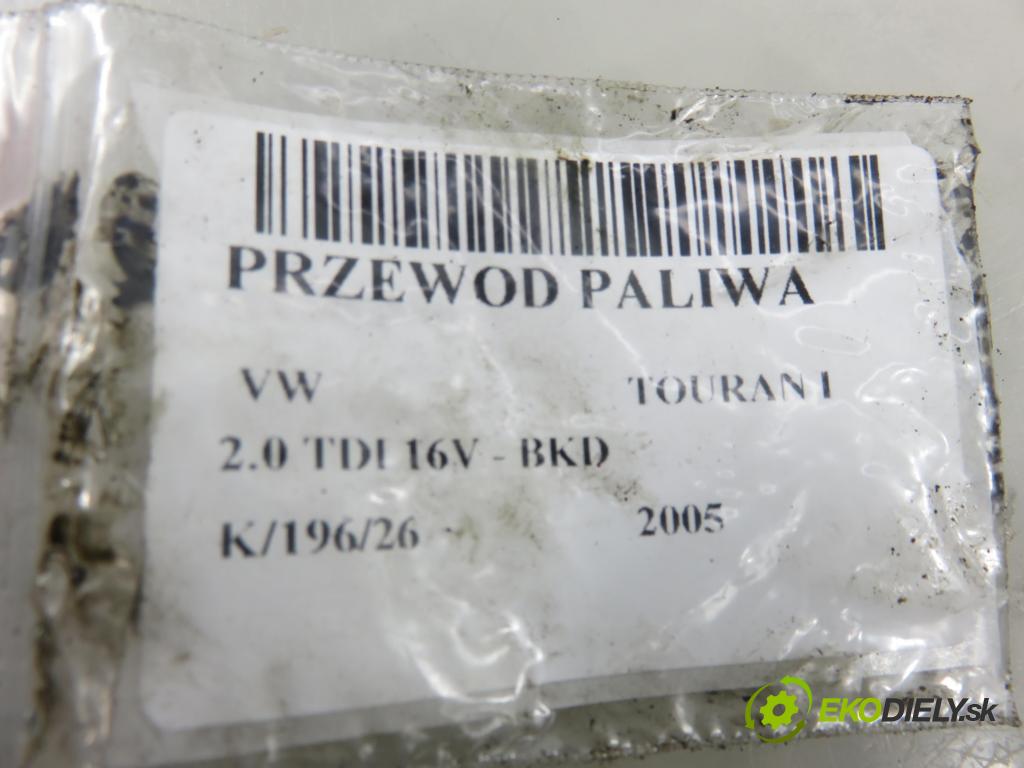 PRZEWOD PALIWA
VW TOURAN I
2.0 TDI 16V - BKD
K/196/26 2005
EKODIELY.sk